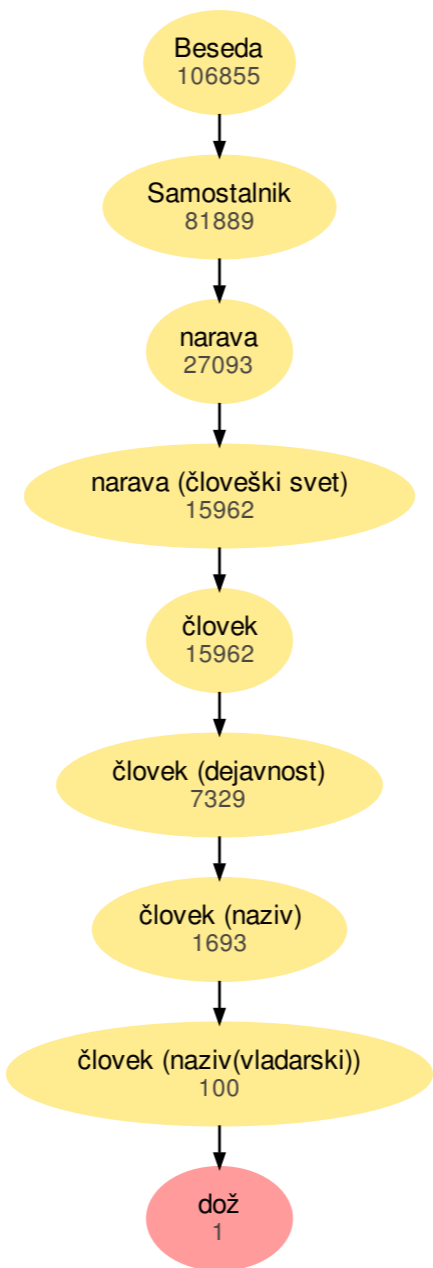 Beseda
106855
Samostalnik
81889
narava
27093
narava (človeški svet)
15962
človek
15962
človek (dejavnost)
7329
človek (naziv)
1693
človek (naziv(vladarski))
100
dož
1